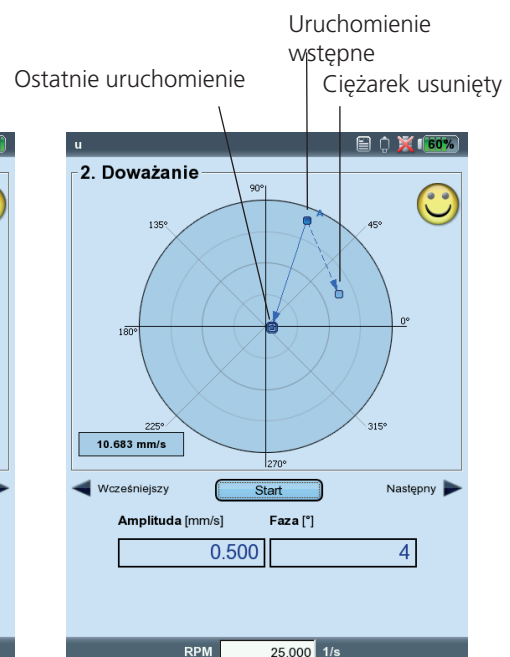 Uruchomienie
wstępne
Ostatnie uruchomienie
Ciężarek usunięty
u
60%
2. Doważanie
90°
A
135°
45°
180°
0°
225°
315°
10.683 mm/s
270°
Wcześniejszy
Start
Następny
Amplituda [mm/s]
Faza [°]
0.500
4
RPM
25.000
1/s